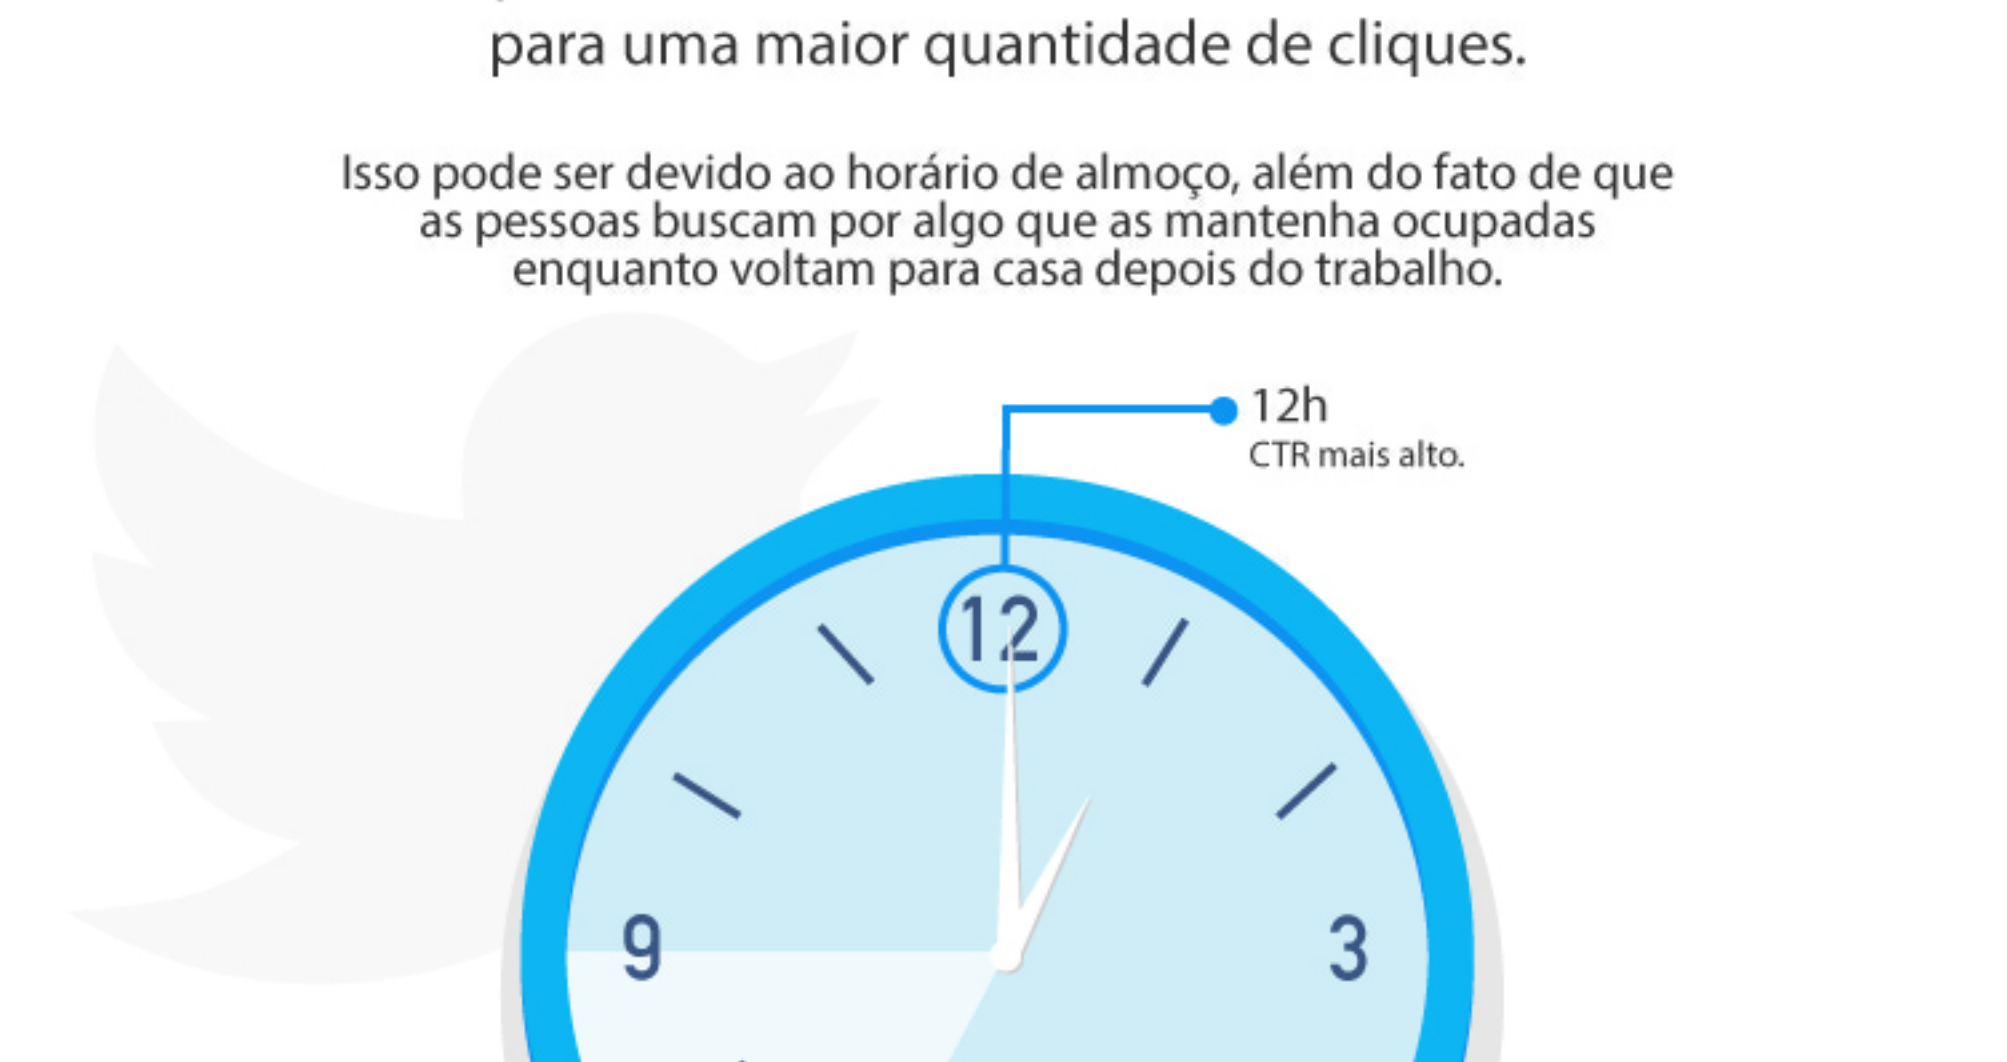 para uma maior quantidade de cliques.
Isso pode ser devido ao horário de almoço, além do fato de que
as pessoas buscam por algo que as mantenha ocupadas
enquanto voltam para casa depois do trabalho.
12h
CTR mais alto.
12
9
3